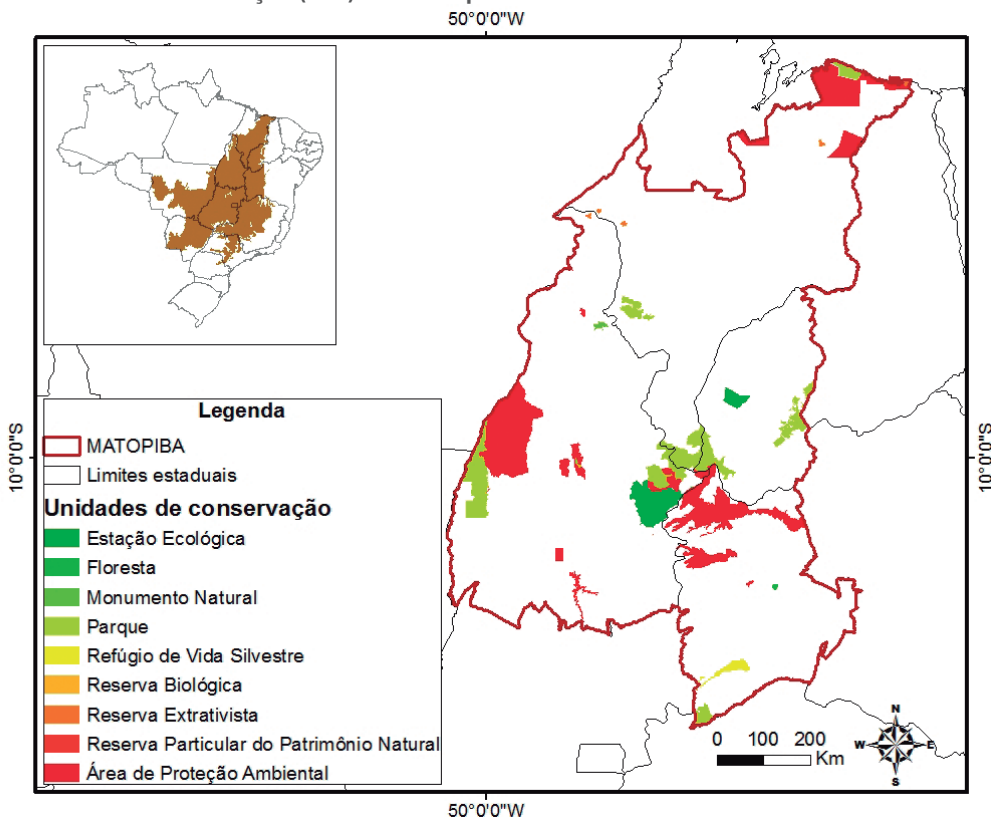 50°0'0"W
10°0'0"S
10°0'0"S
Legenda
MATOPIBA
Limites estaduais
Unidades de conservação
Estação Ecológica
Floresta
Monumento Natural
Parque
Refúgio de Vida Silvestre
Reserva Biológica
Reserva Extrativista
Reserva Particular do Patrimônio Natural
Área de Proteção Ambiental
0 100 200
Km
N
W E
S
50°0'0"W